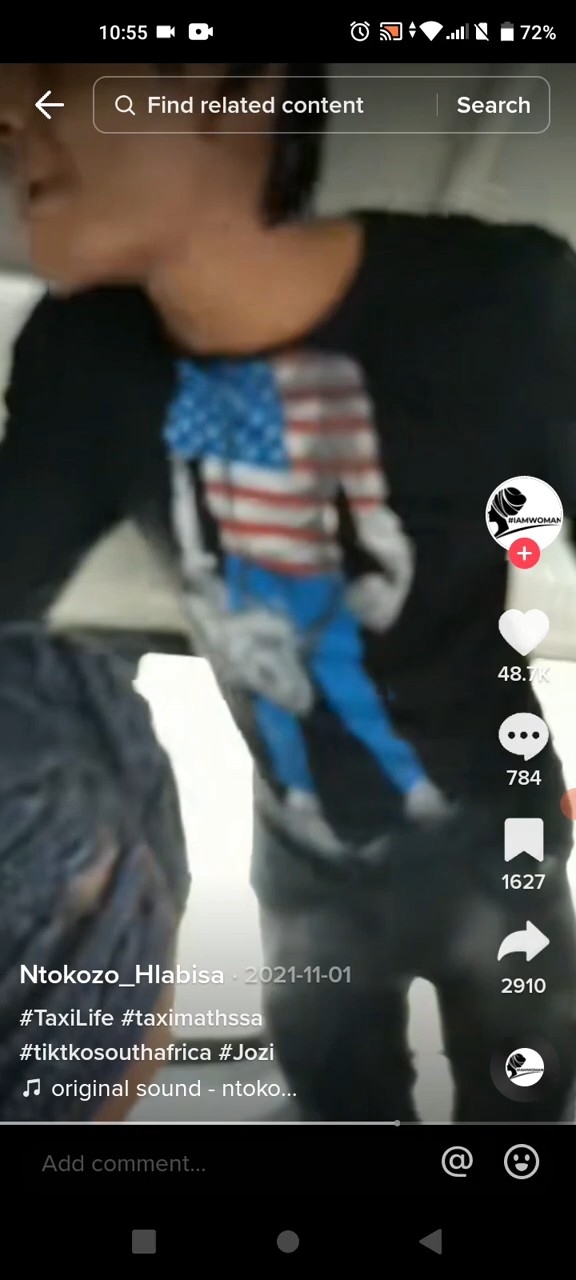 10:55
72%
Find related content
Search
#IAMWOMAN
48.7K
784
1627
2910
Ntokozo_Hlabisa · 2021-11-01
#TaxiLife #taximathssa
#tiktkosouthafrica #Jozi
original sound - ntoko...
Add comment...
@